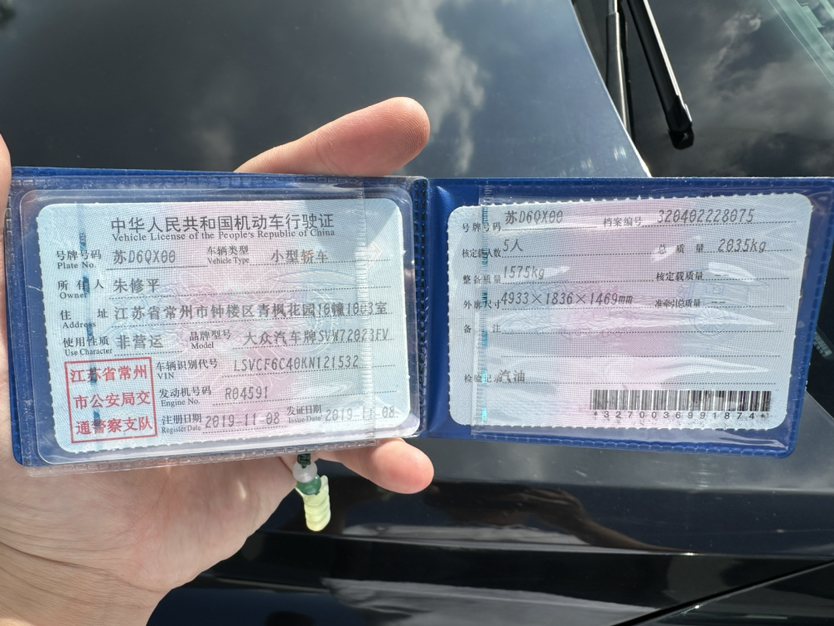 中华人民共和国机动车行驶证
Vehicle License of the People's Republic of China
号牌号码 苏D6QX00 车辆类型 小型轿车
Plate No. Vehicle Type
所有人 朱修平
Owner
住址 江苏省常州市钟楼区青枫花园10幢1003室
Address
使用性质 非营运 品牌型号 大众汽车牌SVW72023FV
Use Character Model
江苏省常州
市公安局交
通警察支队
车辆识别代号 LSVCF6C40KN121532
VIN
发动机号码 R04591
Engine No.
注册日期 2019-11-08 发证日期 2019-11-08
Register Date Issue Date
号牌号码 苏D6QX00 档案编号 320402228075
核定载人数 5人 总质量 2035kg
整备质量 1575kg 核定载质量 --
外廓尺寸 4933×1836×1469mm 准牵引总质量 --
备注
检验记录 汽油
*3270036991874*